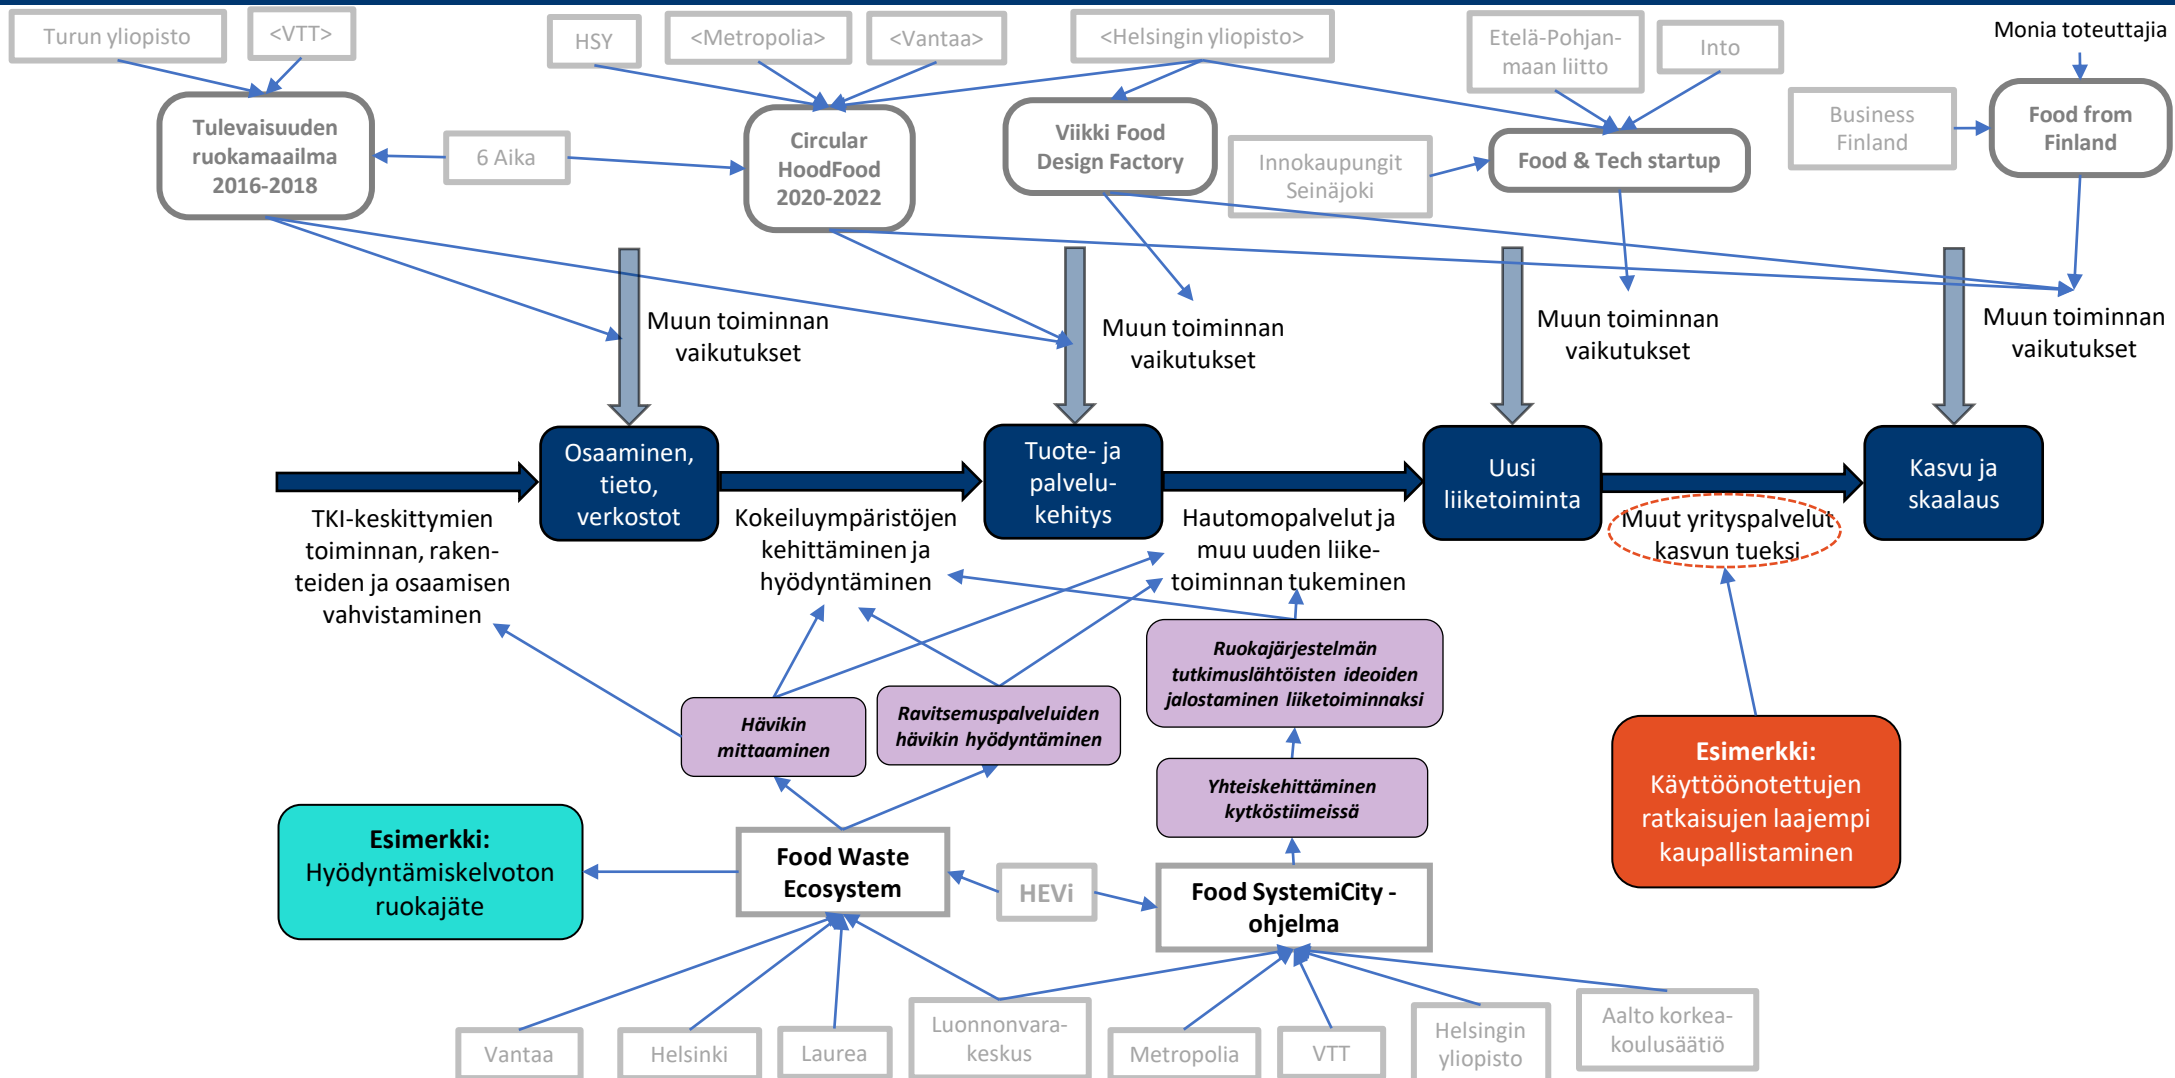 Turun yliopisto
<VTT>
HSY
<Metropolia>
<Vantaa>
<Helsingin yliopisto>
Etelä-Pohjan-
maan liitto
Into
Monia toteuttajia
Tulevaisuuden
ruokamaailma
2016-2018
6 Aika
Circular
HoodFood
2020-2022
Viikki Food
Design Factory
Innokaupungit
Seinäjoki
Food & Tech startup
Business
Finland
Food from
Finland
Muun toiminnan
vaikutukset
Muun toiminnan
vaikutukset
Muun toiminnan
vaikutukset
Muun toiminnan
vaikutukset
Osaaminen,
tieto,
verkostot
Tuote- ja
palvelu-
kehitys
Uusi
liiketoiminta
Kasvu ja
skaalaus
TKI-keskittymien
toiminnan, raken-
teiden ja osaamisen
vahvistaminen
Kokeiluympäristöjen
kehittäminen ja
hyödyntäminen
Hautomopalvelut ja
muu uuden liike-
toiminnan tukeminen
Muut yrityspalvelut
kasvun tueksi
Hävikin
mittaaminen
Ravitsemuspalveluiden
hävikin hyödyntäminen
Ruokajärjestelmän
tutkimuslähtöisten ideoiden
jalostaminen liiketoiminnaksi
Yhteiskehittäminen
kytköstiimeissä
Esimerkki:
Käyttöönotettujen
ratkaisujen laajempi
kaupallistaminen
Esimerkki:
Hyödyntämiskelvoton
ruokajäte
Food Waste
Ecosystem
HEVi
Food SystemiCity -
ohjelma
Vantaa
Helsinki
Laurea
Luonnonvara-
keskus
Metropolia
VTT
Helsingin
yliopisto
Aalto korkea-
koulusäätiö